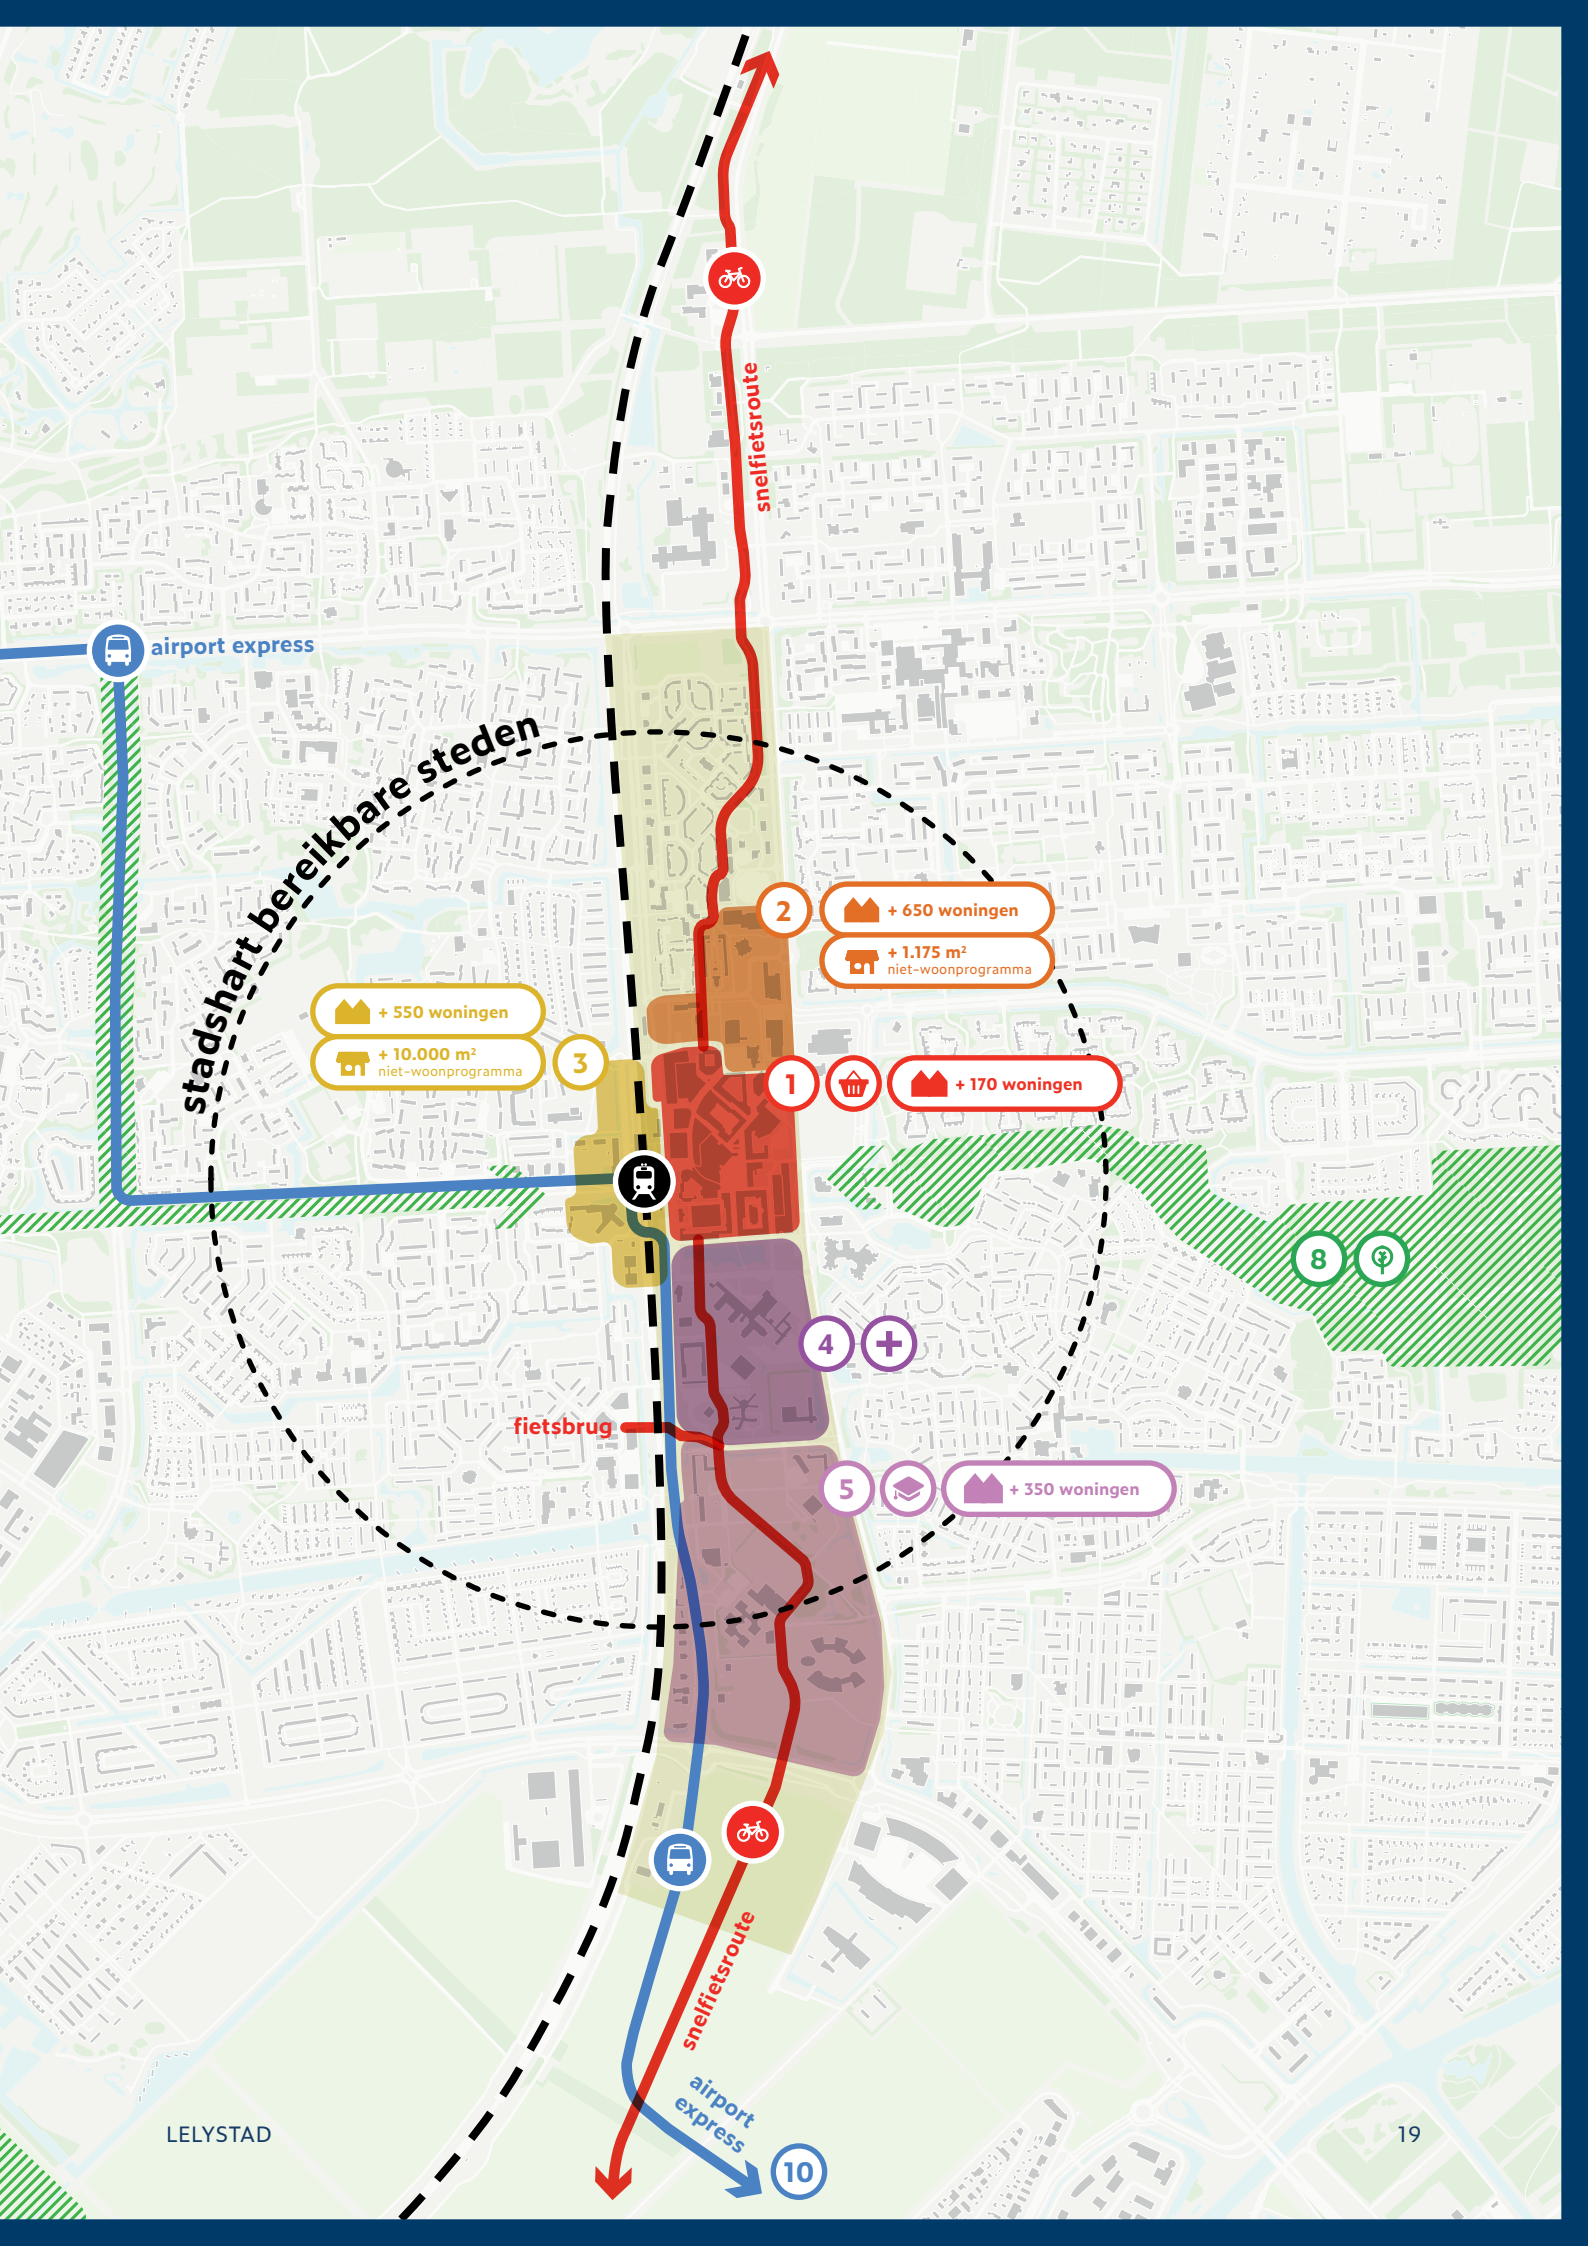 snelfietsroute
airport express
stadshart bereikbare steden
2
+ 650 woningen
+ 1.175 m²
niet-woonprogramma
+ 550 woningen
+ 10.000 m²
niet-woonprogramma
3
1
+ 170 woningen
8
4
fietsbrug
5
+ 350 woningen
snelfietsroute
airport
express
10
LELYSTAD
19